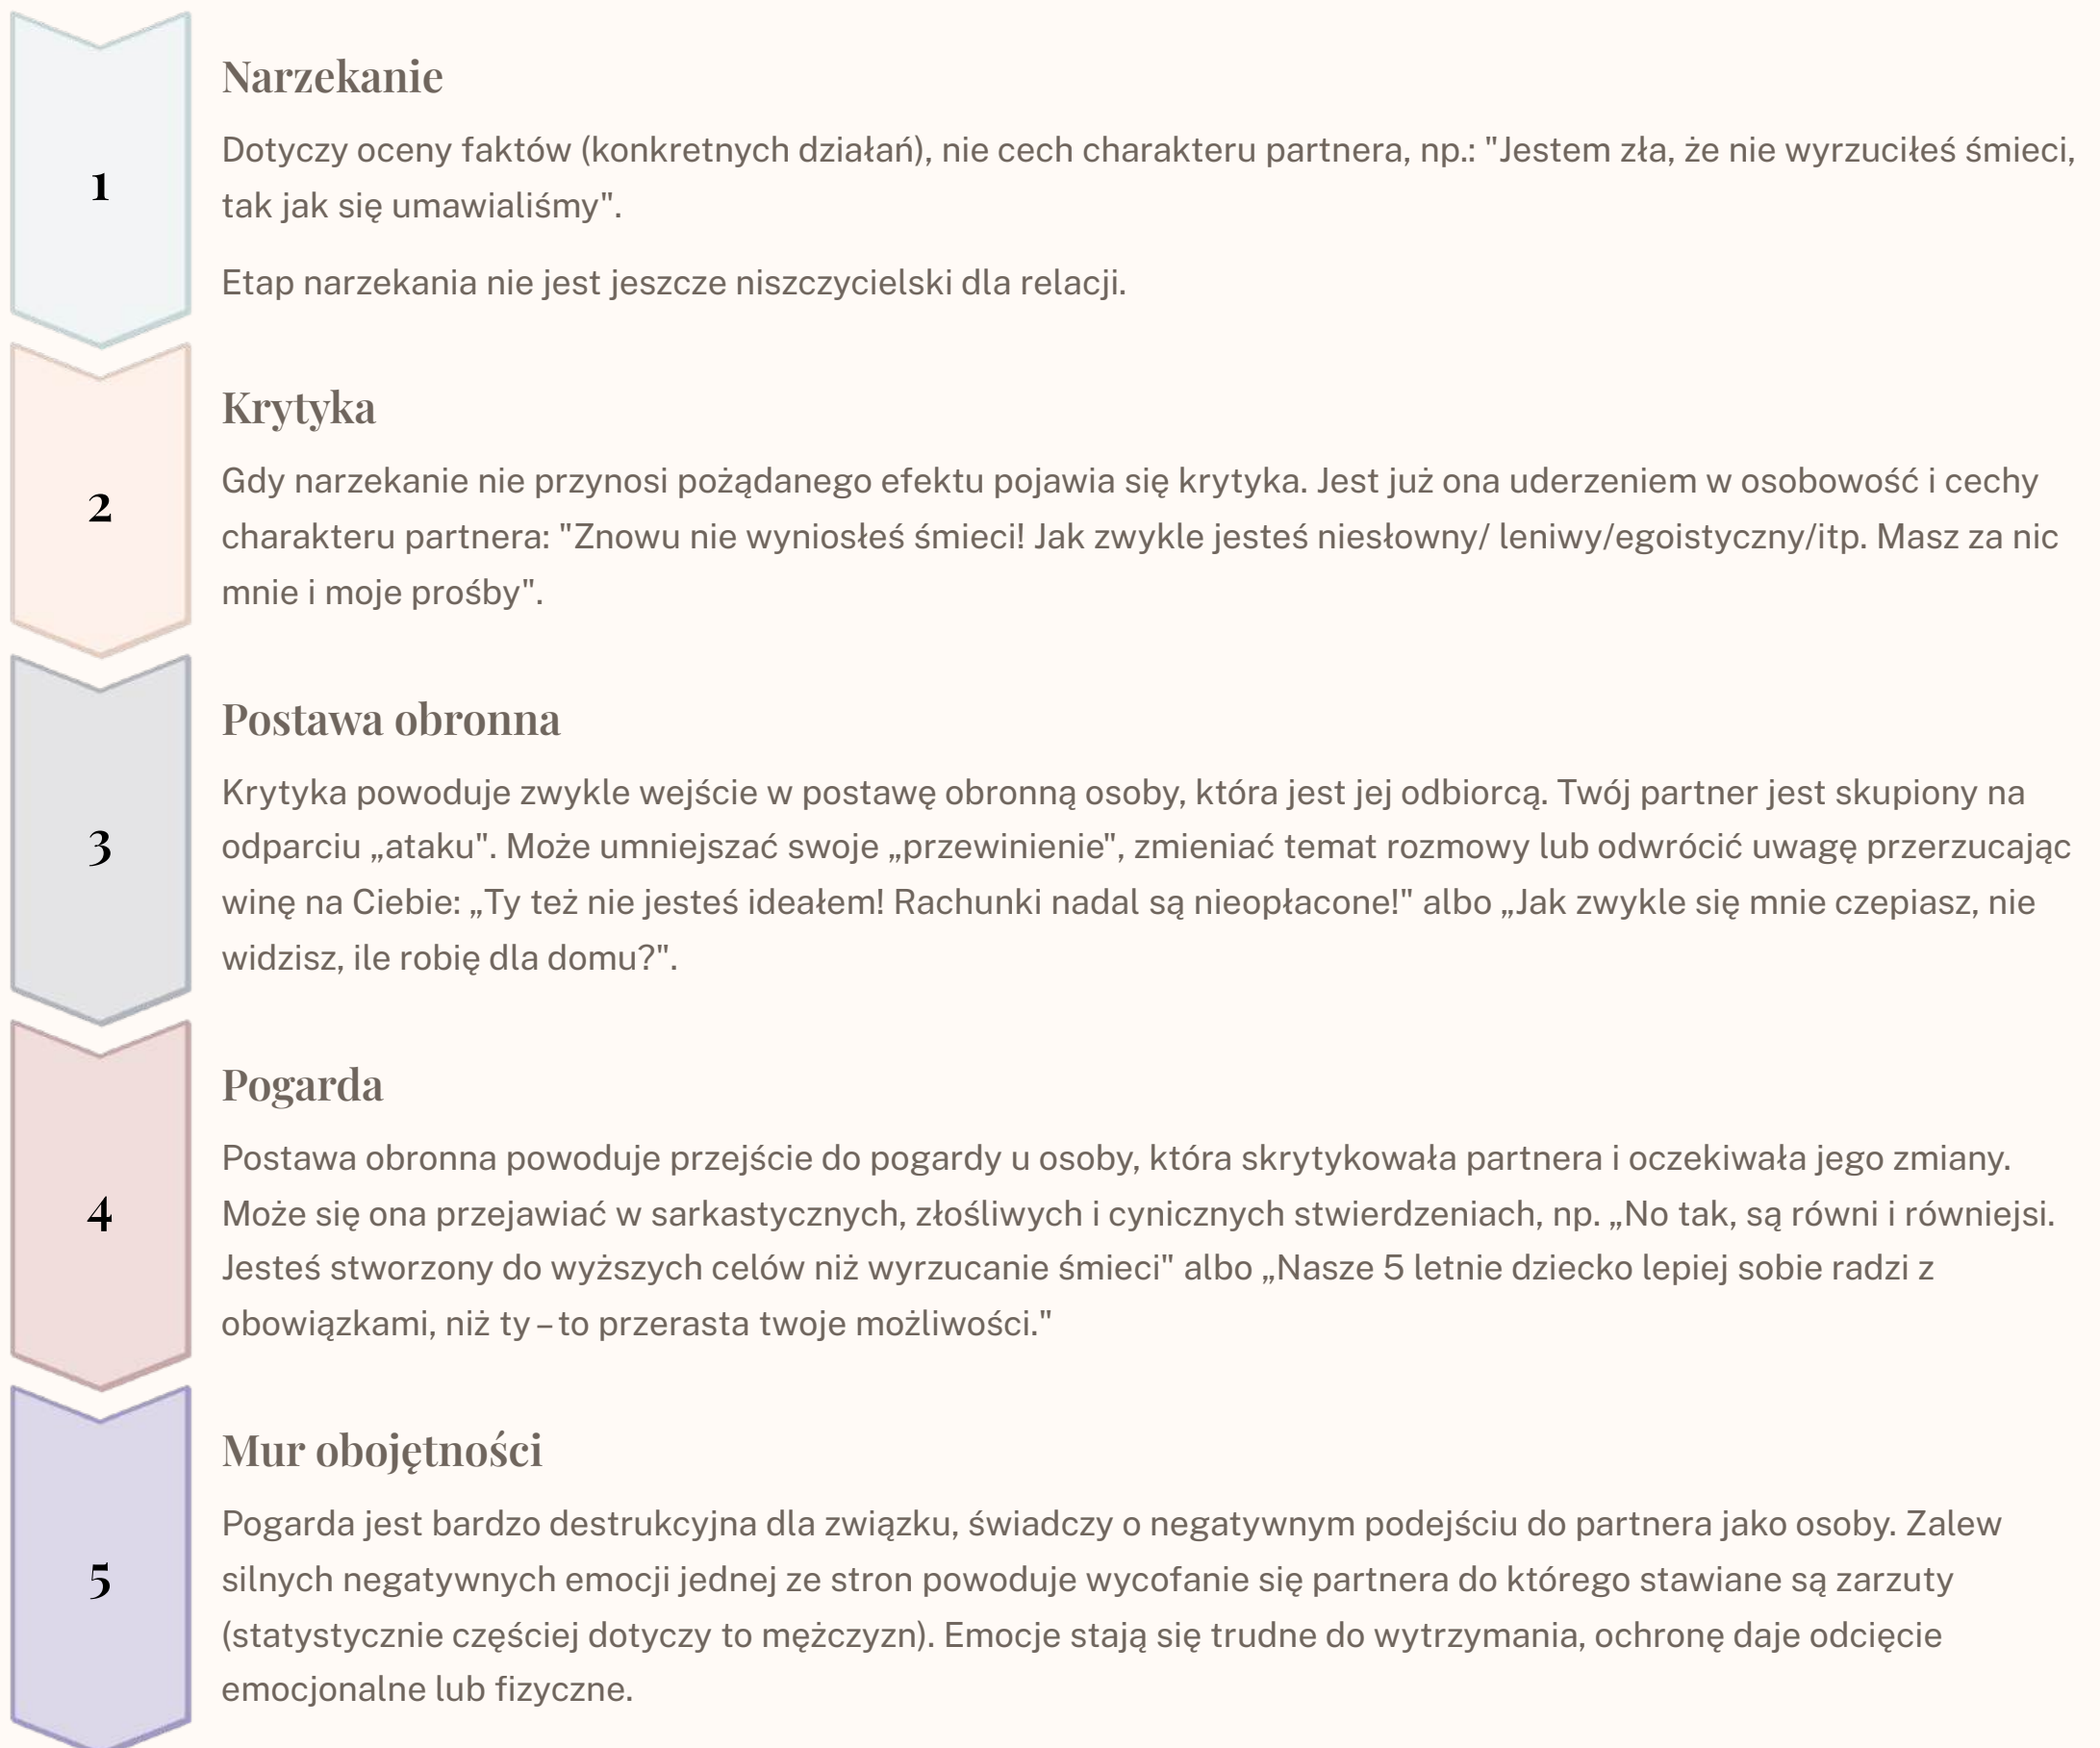 Narzekanie
Dotyczy oceny faktów (konkretnych działań), nie cech charakteru partnera, np.: "Jestem zła, że nie wyrzuciłeś śmieci,
1
tak jak się umawialiśmy".
Etap narzekania nie jest jeszcze niszczycielski dla relacji.
Krytyka
Gdy narzekanie nie przynosi pożądanego efektu pojawia się krytyka. Jest już ona uderzeniem w osobowość i cechy
2
charakteru partnera: "Znowu nie wyniosłeś śmieci! Jak zwykle jesteś niesłowny/ leniwy/egoistyczny/itp. Masz za nic
mnie i moje prośby".
Postawa obronna
Krytyka powoduje zwykle wejście w postawę obronną osoby, która jest jej odbiorcą. Twój partner jest skupiony na
3
odparciu „ataku". Może umniejszać swoje „przewinienie", zmieniać temat rozmowy lub odwrócić uwagę przerzucając
winę na Ciebie: „Ty też nie jesteś ideałem! Rachunki nadal są nieopłacone!" albo „Jak zwykle się mnie czepiasz, nie
widzisz, ile robię dla domu?".
Pogarda
Postawa obronna powoduje przejście do pogardy u osoby, która skrytykowała partnera i oczekiwała jego zmiany.
4
Może się ona przejawiać w sarkastycznych, złośliwych i cynicznych stwierdzeniach, np. „No tak, są równi i równiejsi.
Jesteś stworzony do wyższych celów niż wyrzucanie śmieci" albo „Nasze 5 letnie dziecko lepiej sobie radzi z
obowiązkami, niż ty – to przerasta twoje możliwości."
Mur obojętności
Pogarda jest bardzo destrukcyjna dla związku, świadczy o negatywnym podejściu do partnera jako osoby. Zalew
5
silnych negatywnych emocji jednej ze stron powoduje wycofanie się partnera do którego stawiane są zarzuty
(statystycznie częściej dotyczy to mężczyzn). Emocje stają się trudne do wytrzymania, ochronę daje odcięcie
emocjonalne lub fizyczne.